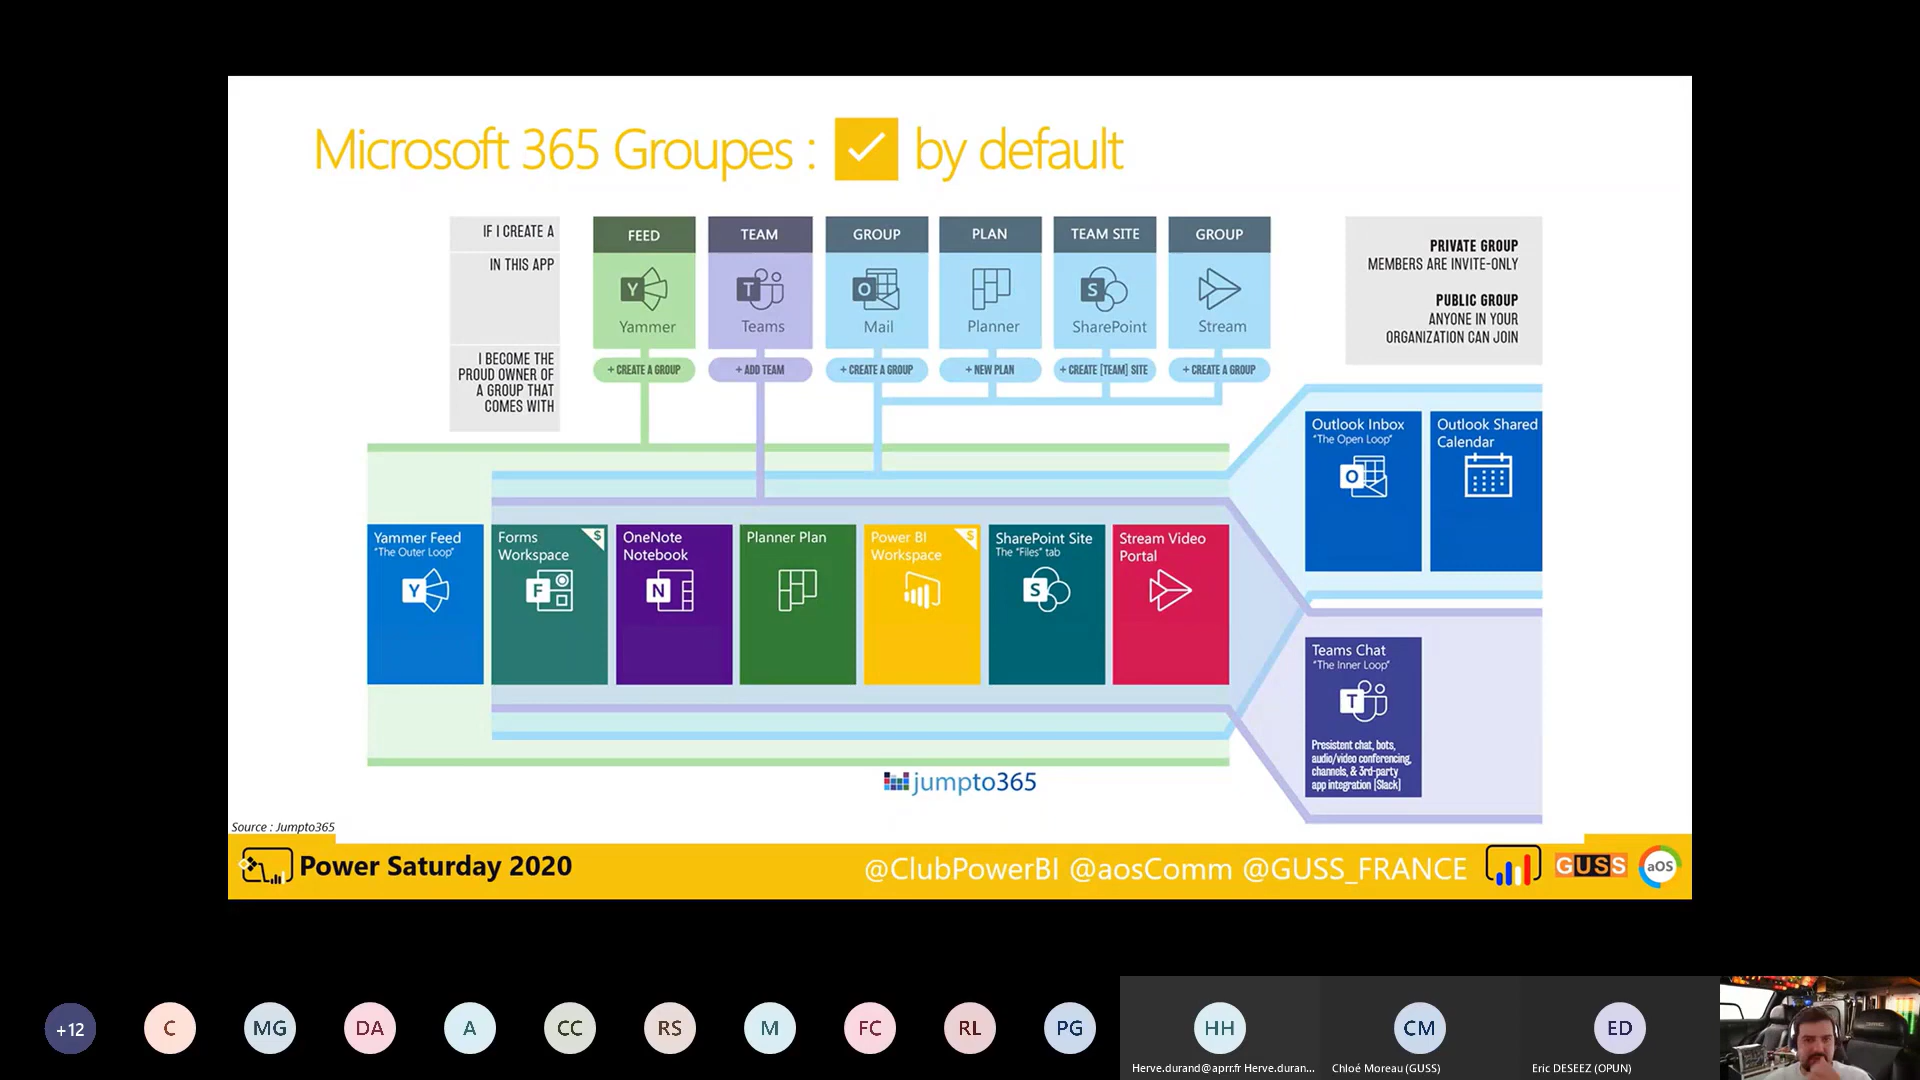 Microsoft 365 Groupes : by default
IF I CREATE A
IN THIS APP
I BECOME THE
PROUD OWNER OF
A GROUP THAT
COMES WITH
FEED
Y
Yammer
+ CREATE A GROUP
TEAM
T
Teams
+ ADD TEAM
GROUP
O
Mail
+ CREATE A GROUP
PLAN
Planner
+ NEW PLAN
TEAM SITE
S
SharePoint
+ CREATE [TEAM] SITE
GROUP
Stream
+ CREATE A GROUP
PRIVATE GROUP
MEMBERS ARE INVITE-ONLY
PUBLIC GROUP
ANYONE IN YOUR
ORGANIZATION CAN JOIN
Yammer Feed
"The Outer Loop"
Y
Forms
Workspace
$
F
OneNote
Notebook
N
Planner Plan
Power BI
Workspace
$
SharePoint Site
The "Files" tab
S
Stream Video
Portal
Outlook Inbox
"The Open Loop"
O
Outlook Shared
Calendar
Teams Chat
"The Inner Loop"
T
Presistent chat, bots,
audio/video conferencing,
channels, & 3rd-party
app integration [Slack]
jumpto365
Source : Jumpto365
Power Saturday 2020
@ClubPowerBI @aosComm @GUSS_FRANCE
GUSS
aOS
+12
C
MG
DA
A
CC
RS
M
FC
RL
PG
HH
Herve.durand@aprr.fr Herve.duran...
CM
Chloé Moreau (GUSS)
ED
Eric DESEEZ (OPUN)